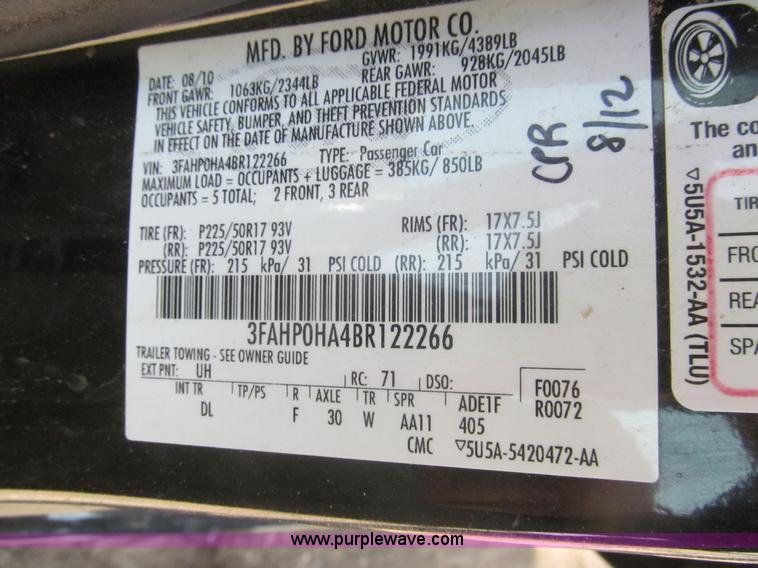 MFD. BY FORD MOTOR CO.
DATE: 08/10 GVWR: 1991KG/4389LB
FRONT GAWR: 1063KG/2344LB REAR GAWR: 928KG/2045LB
THIS VEHICLE CONFORMS TO ALL APPLICABLE FEDERAL MOTOR
VEHICLE SAFETY, BUMPER, AND THEFT PREVENTION STANDARDS
IN EFFECT ON THE DATE OF MANUFACTURE SHOWN ABOVE.
VIN: 3FAHP0HA4BR122266 TYPE: Passenger Car
MAXIMUM LOAD = OCCUPANTS + LUGGAGE = 385KG/ 850LB
OCCUPANTS = 5 TOTAL; 2 FRONT, 3 REAR
TIRE (FR): P225/50R17 93V RIMS (FR): 17X7.5J
(RR): P225/50R17 93V (RR): 17X7.5J
PRESSURE (FR): 215 kPa/ 31 PSI COLD (RR): 215 kPa/ 31 PSI COLD
3FAHP0HA4BR122266
TRAILER TOWING - SEE OWNER GUIDE
EXT PNT: UH RC: 71 DSO: F0076
INT TR TP/PS R AXLE TR SPR ADE1F R0072
DL F 30 W AA11 405
CMC ▽5U5A-5420472-AA
CPR
8/12
▽5U5A-1532-AA (TLU)
The co
an
TIR
FRO
REA
SPA
www.purplewave.com